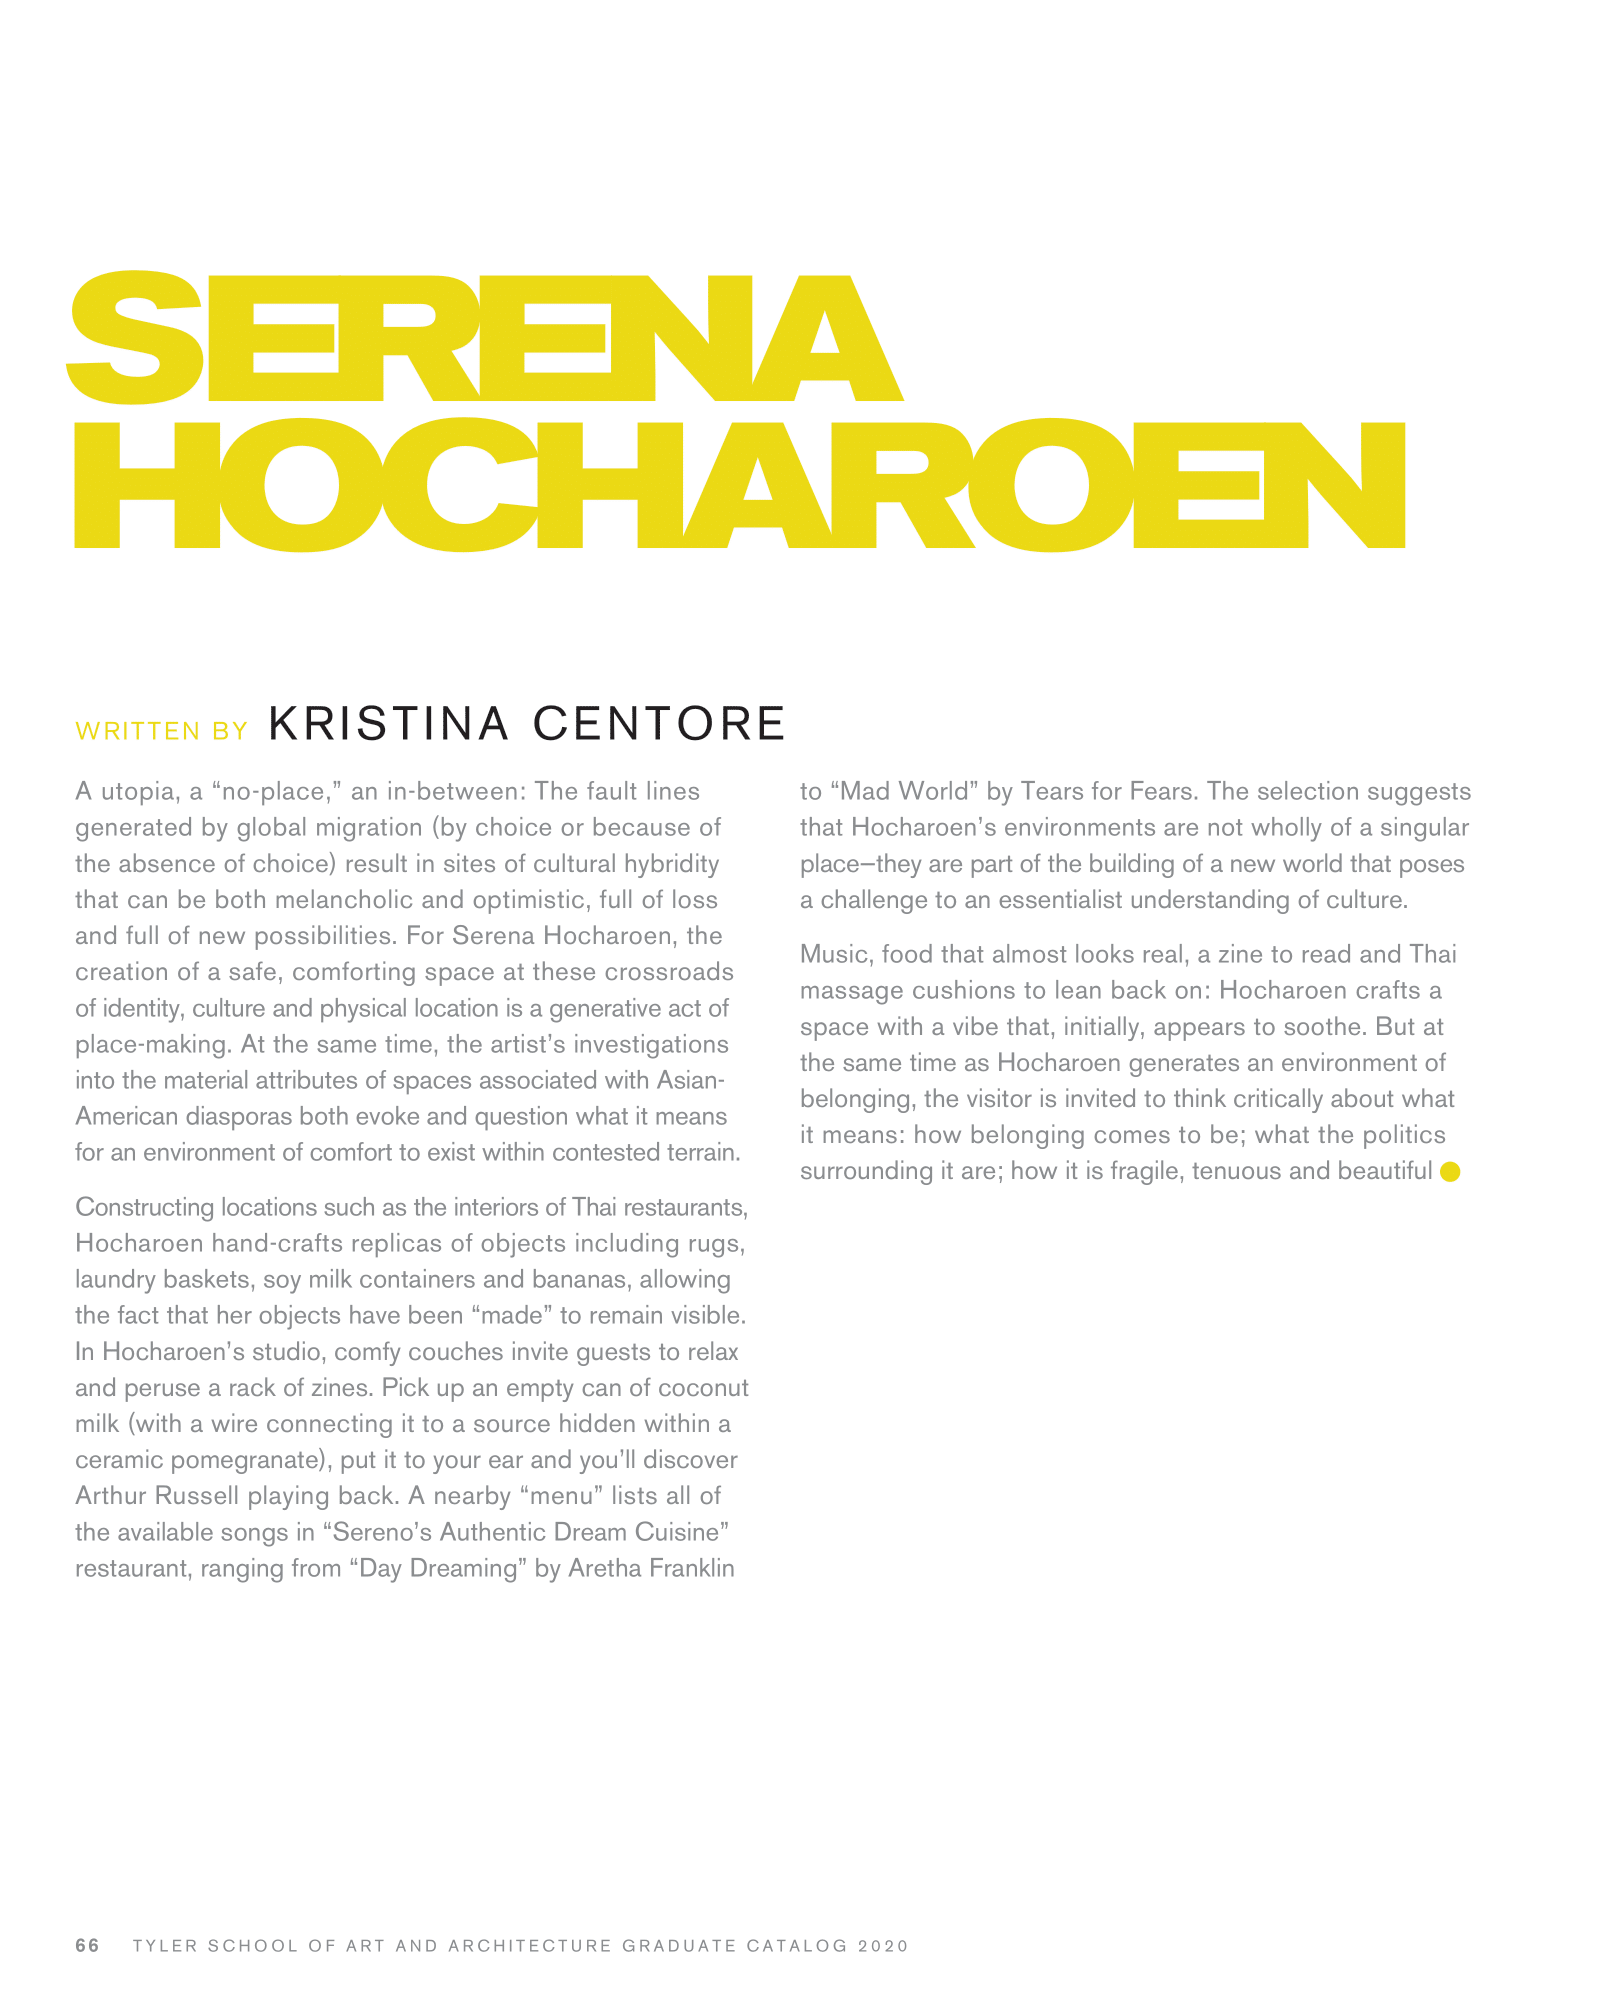 SERENA
HOCHAROEN
WRITTEN BY KRISTINA CENTORE
A utopia, a “no-place,” an in-between: The fault lines
generated by global migration (by choice or because of
the absence of choice) result in sites of cultural hybridity
that can be both melancholic and optimistic, full of loss
and full of new possibilities. For Serena Hocharoen, the
creation of a safe, comforting space at these crossroads
of identity, culture and physical location is a generative act of
place-making. At the same time, the artist’s investigations
into the material attributes of spaces associated with Asian-
American diasporas both evoke and question what it means
for an environment of comfort to exist within contested terrain.
Constructing locations such as the interiors of Thai restaurants,
Hocharoen hand-crafts replicas of objects including rugs,
laundry baskets, soy milk containers and bananas, allowing
the fact that her objects have been “made” to remain visible.
In Hocharoen’s studio, comfy couches invite guests to relax
and peruse a rack of zines. Pick up an empty can of coconut
milk (with a wire connecting it to a source hidden within a
ceramic pomegranate), put it to your ear and you’ll discover
Arthur Russell playing back. A nearby “menu” lists all of
the available songs in “Sereno’s Authentic Dream Cuisine”
restaurant, ranging from “Day Dreaming” by Aretha Franklin
to “Mad World” by Tears for Fears. The selection suggests
that Hocharoen’s environments are not wholly of a singular
place—they are part of the building of a new world that poses
a challenge to an essentialist understanding of culture.
Music, food that almost looks real, a zine to read and Thai
massage cushions to lean back on: Hocharoen crafts a
space with a vibe that, initially, appears to soothe. But at
the same time as Hocharoen generates an environment of
belonging, the visitor is invited to think critically about what
it means: how belonging comes to be; what the politics
surrounding it are; how it is fragile, tenuous and beautiful
66 TYLER SCHOOL OF ART AND ARCHITECTURE GRADUATE CATALOG 2020